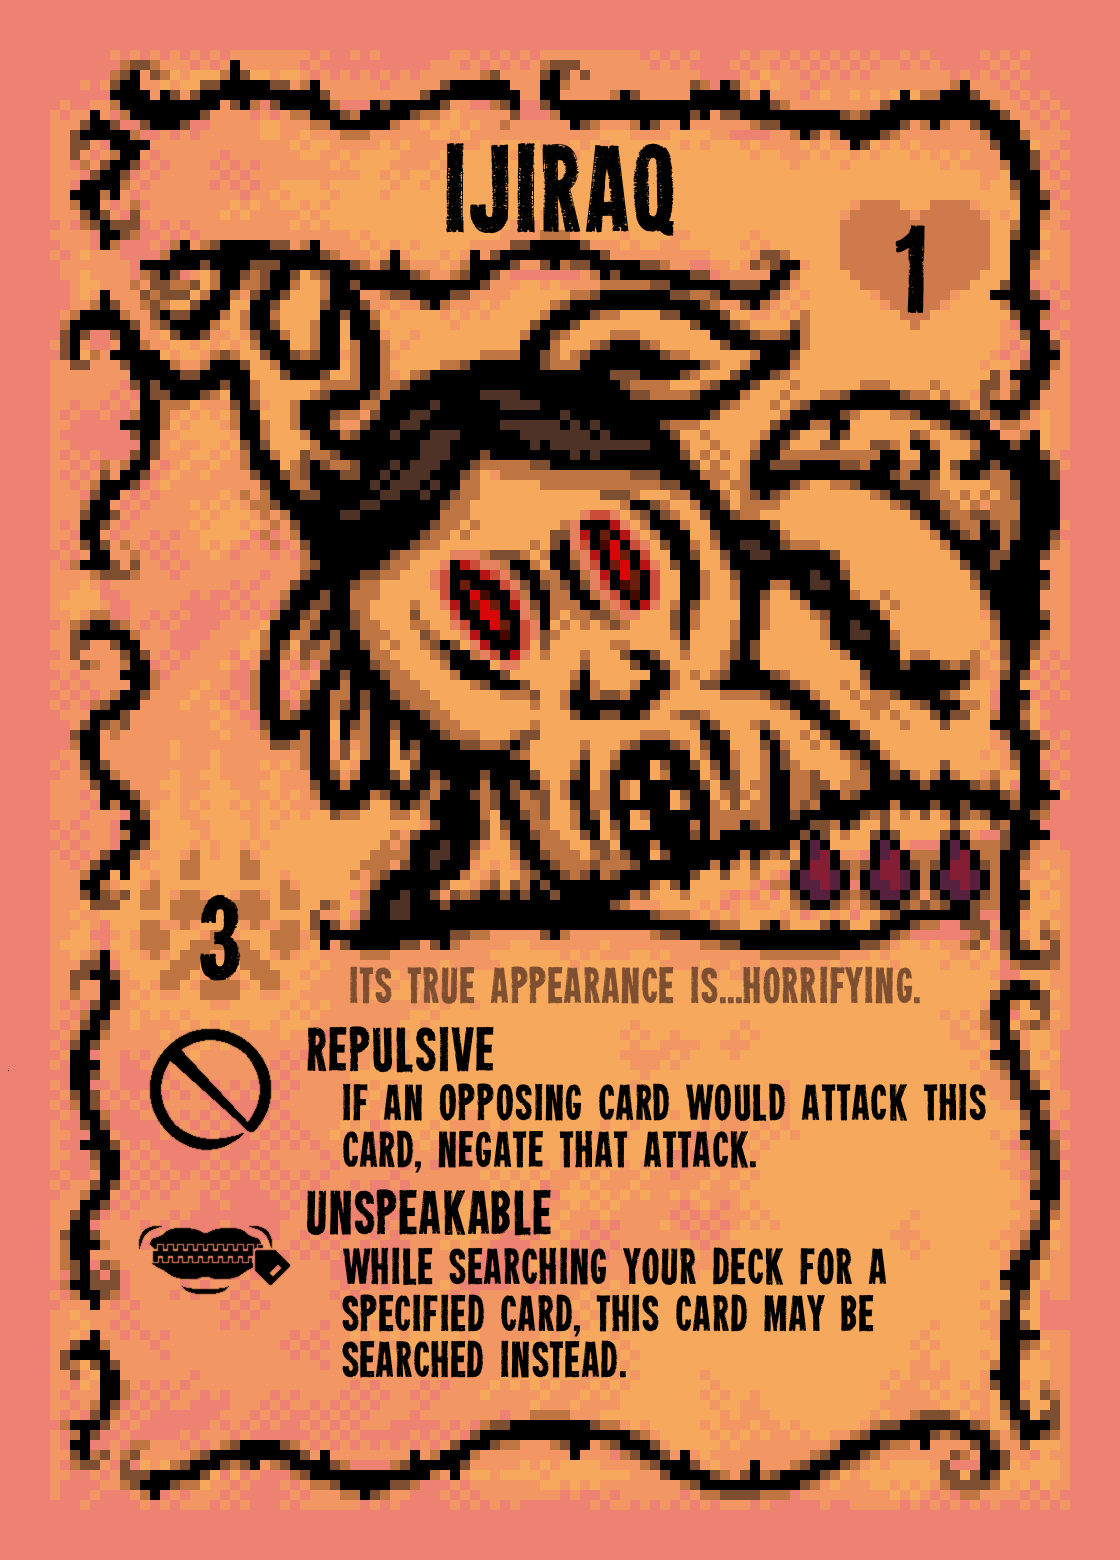 IJIRAQ
1
3
ITS TRUE APPEARANCE IS...HORRIFYING.
REPULSIVE
IF AN OPPOSING CARD WOULD ATTACK THIS
CARD, NEGATE THAT ATTACK.
UNSPEAKABLE
WHILE SEARCHING YOUR DECK FOR A
SPECIFIED CARD, THIS CARD MAY BE
SEARCHED INSTEAD.